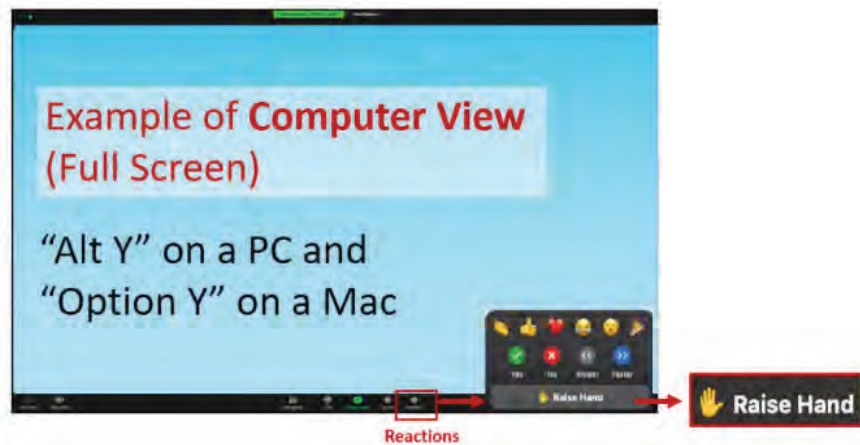 Example of Computer View
(Full Screen)
“Alt Y” on a PC and
“Option Y” on a Mac
Raise Hand
Raise Hand
Reactions